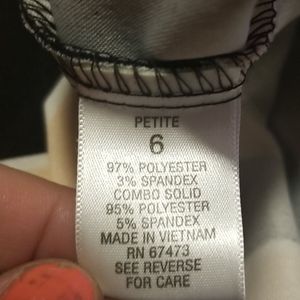 PETITE
6
97% POLYESTER
3% SPANDEX
COMBO SOLID
95% POLYESTER
5% SPANDEX
MADE IN VIETNAM
RN 67473
SEE REVERSE
FOR CARE